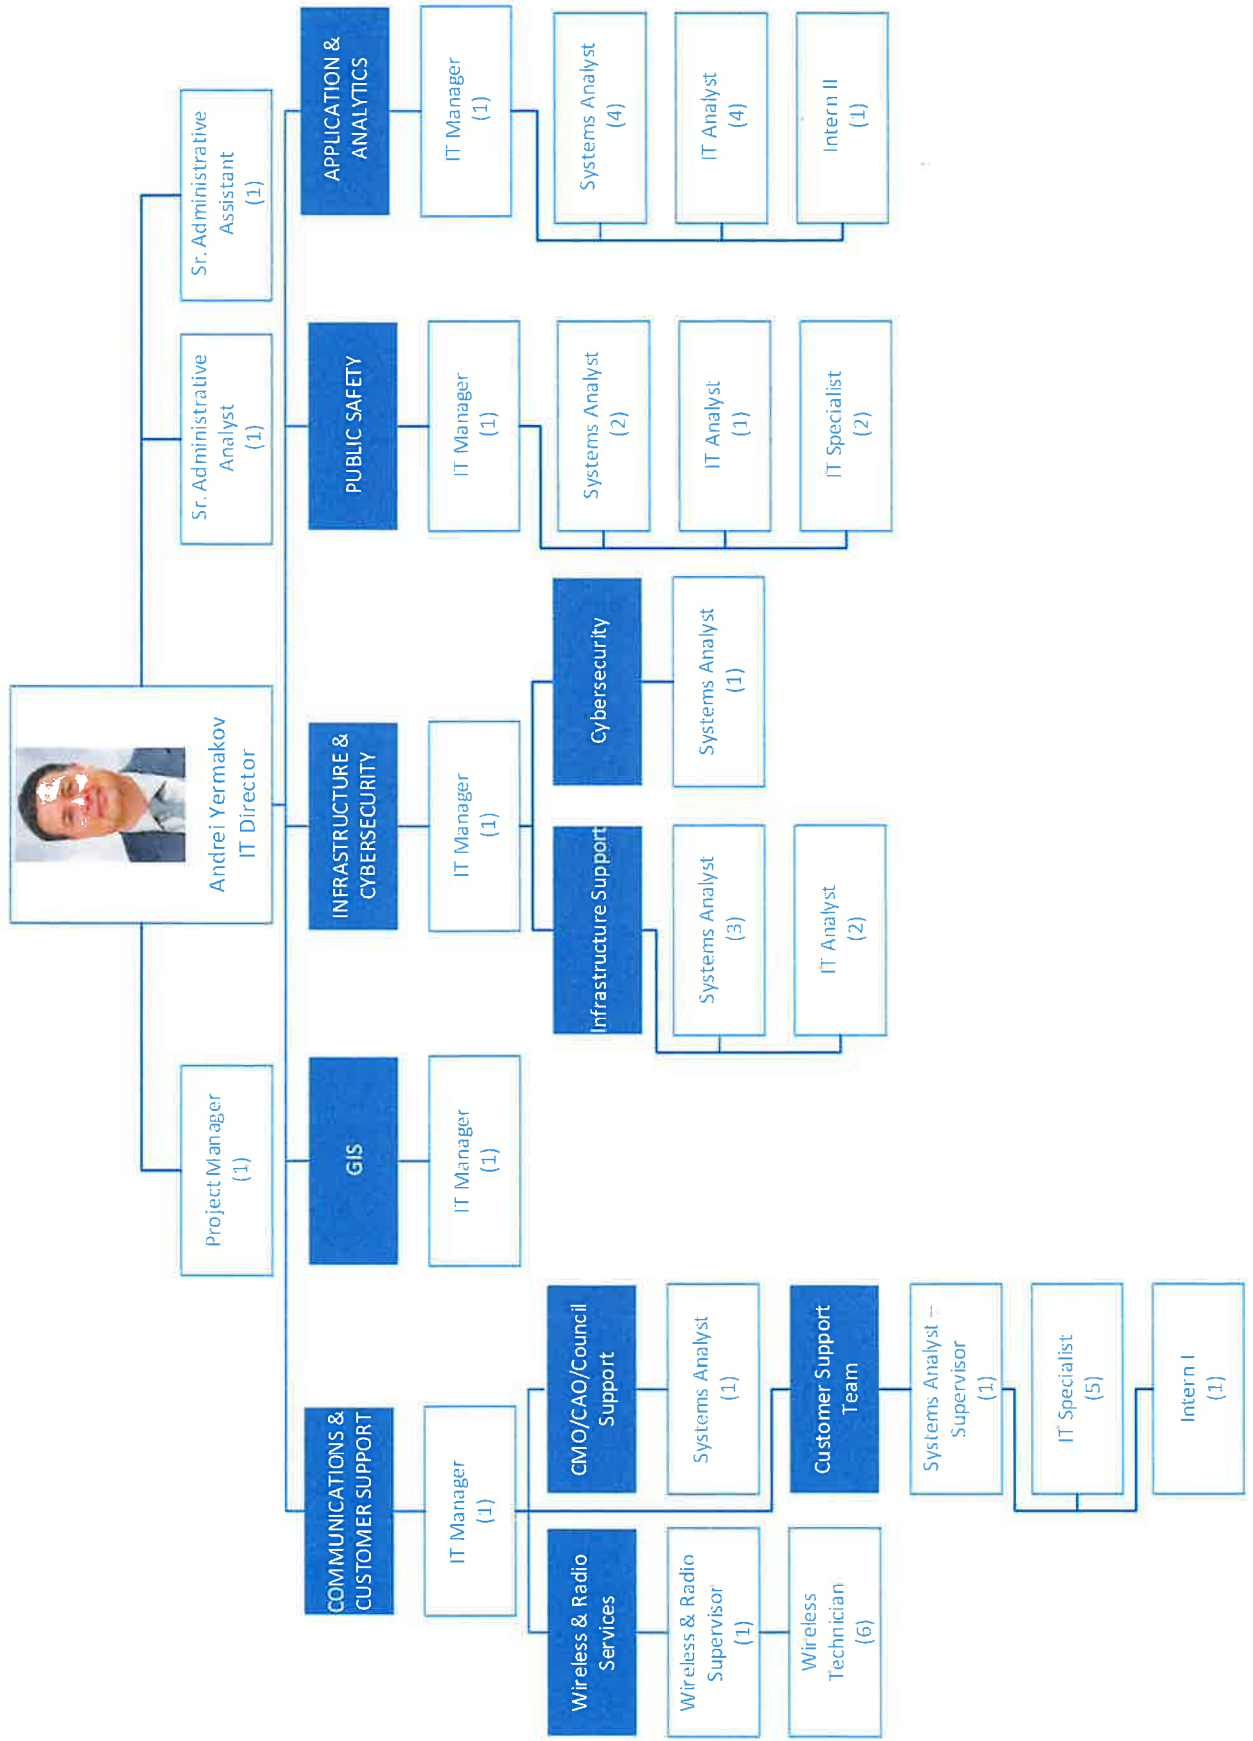 Andrei Yermakov
IT Director
Project Manager
(1)
Sr. Administrative
Analyst
(1)
Sr. Administrative
Assistant
(1)
COMMUNICATIONS &
CUSTOMER SUPPORT
IT Manager
(1)
Wireless & Radio
Services
Wireless & Radio
Supervisor
(1)
Wireless
Technician
(6)
CMO/CAO/Council
Support
Systems Analyst
(1)
Customer Support
Team
Systems Analyst –
Supervisor
(1)
IT Specialist
(5)
Intern I
(1)
GIS
IT Manager
(1)
INFRASTRUCTURE &
CYBERSECURITY
IT Manager
(1)
Infrastructure Support
Systems Analyst
(3)
IT Analyst
(2)
Cybersecurity
Systems Analyst
(1)
PUBLIC SAFETY
IT Manager
(1)
Systems Analyst
(2)
IT Analyst
(1)
IT Specialist
(2)
APPLICATION &
ANALYTICS
IT Manager
(1)
Systems Analyst
(4)
IT Analyst
(4)
Intern II
(1)